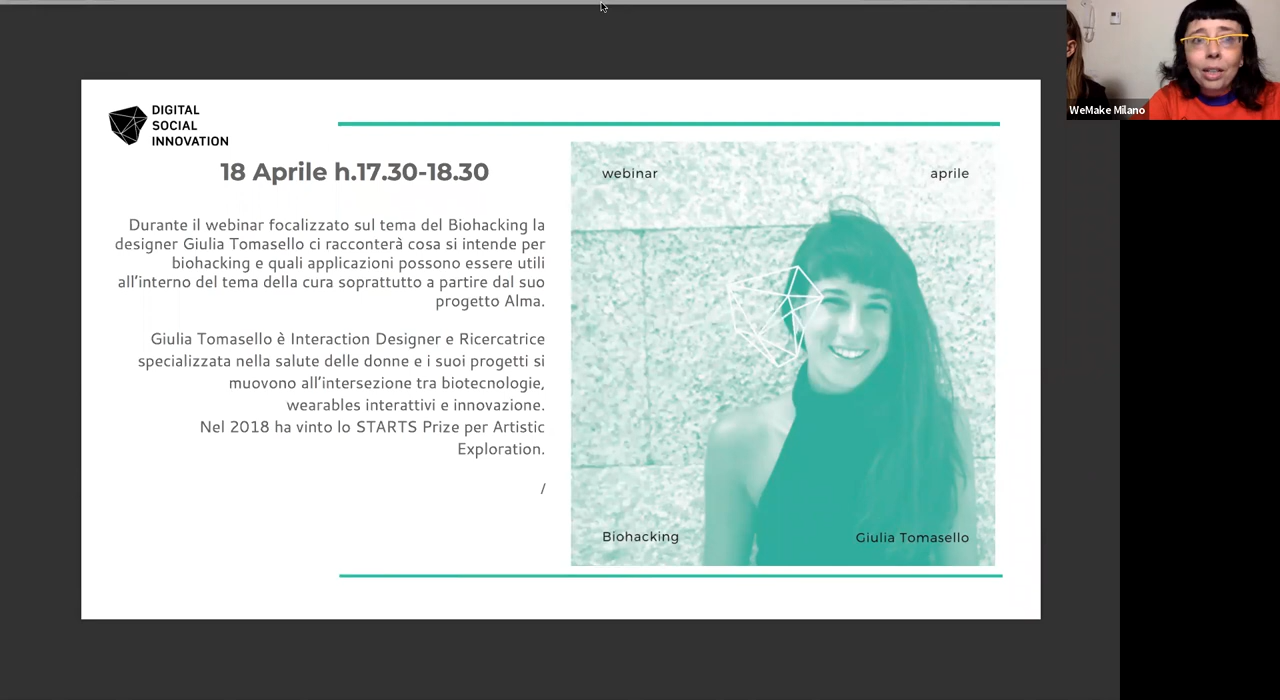 DIGITAL
SOCIAL
INNOVATION
18 Aprile h.17.30-18.30
Durante il webinar focalizzato sul tema del Biohacking la
designer Giulia Tomasello ci racconterà cosa si intende per
biohacking e quali applicazioni possono essere utili
all’interno del tema della cura soprattutto a partire dal suo
progetto Alma.
Giulia Tomasello è Interaction Designer e Ricercatrice
specializzata nella salute delle donne e i suoi progetti si
muovono all’intersezione tra biotecnologie,
wearables interattivi e innovazione.
Nel 2018 ha vinto lo STARTS Prize per Artistic
Exploration.
/
webinar
aprile
Biohacking
Giulia Tomasello
WeMake Milano